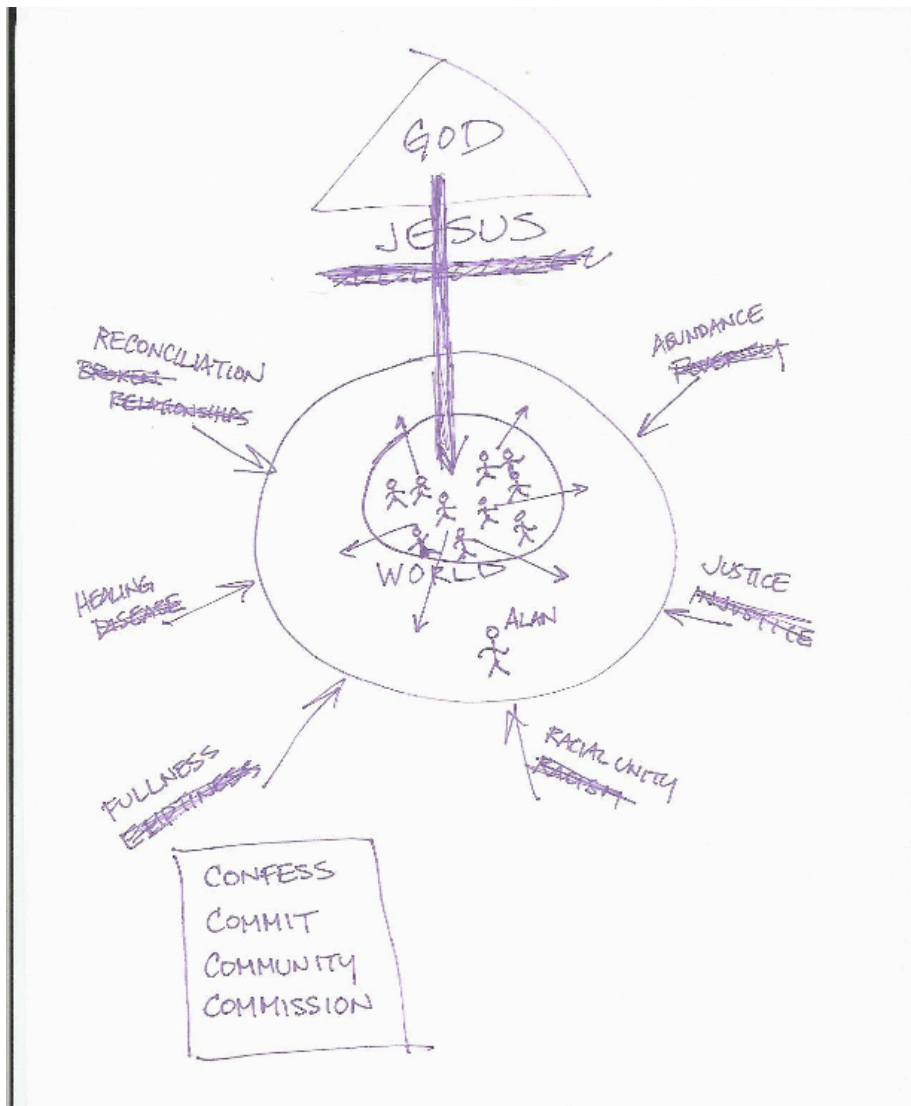 GOD
JESUS
RECONCILIATION
BROKEN
RELATIONSHIPS
ABUNDANCE
POVERTY
WORLD
HEALING
DISEASE
JUSTICE
INJUSTICE
ALAN
FULLNESS
EMPTINESS
RACIAL UNITY
RACISM
CONFESS
COMMIT
COMMUNITY
COMMISSION